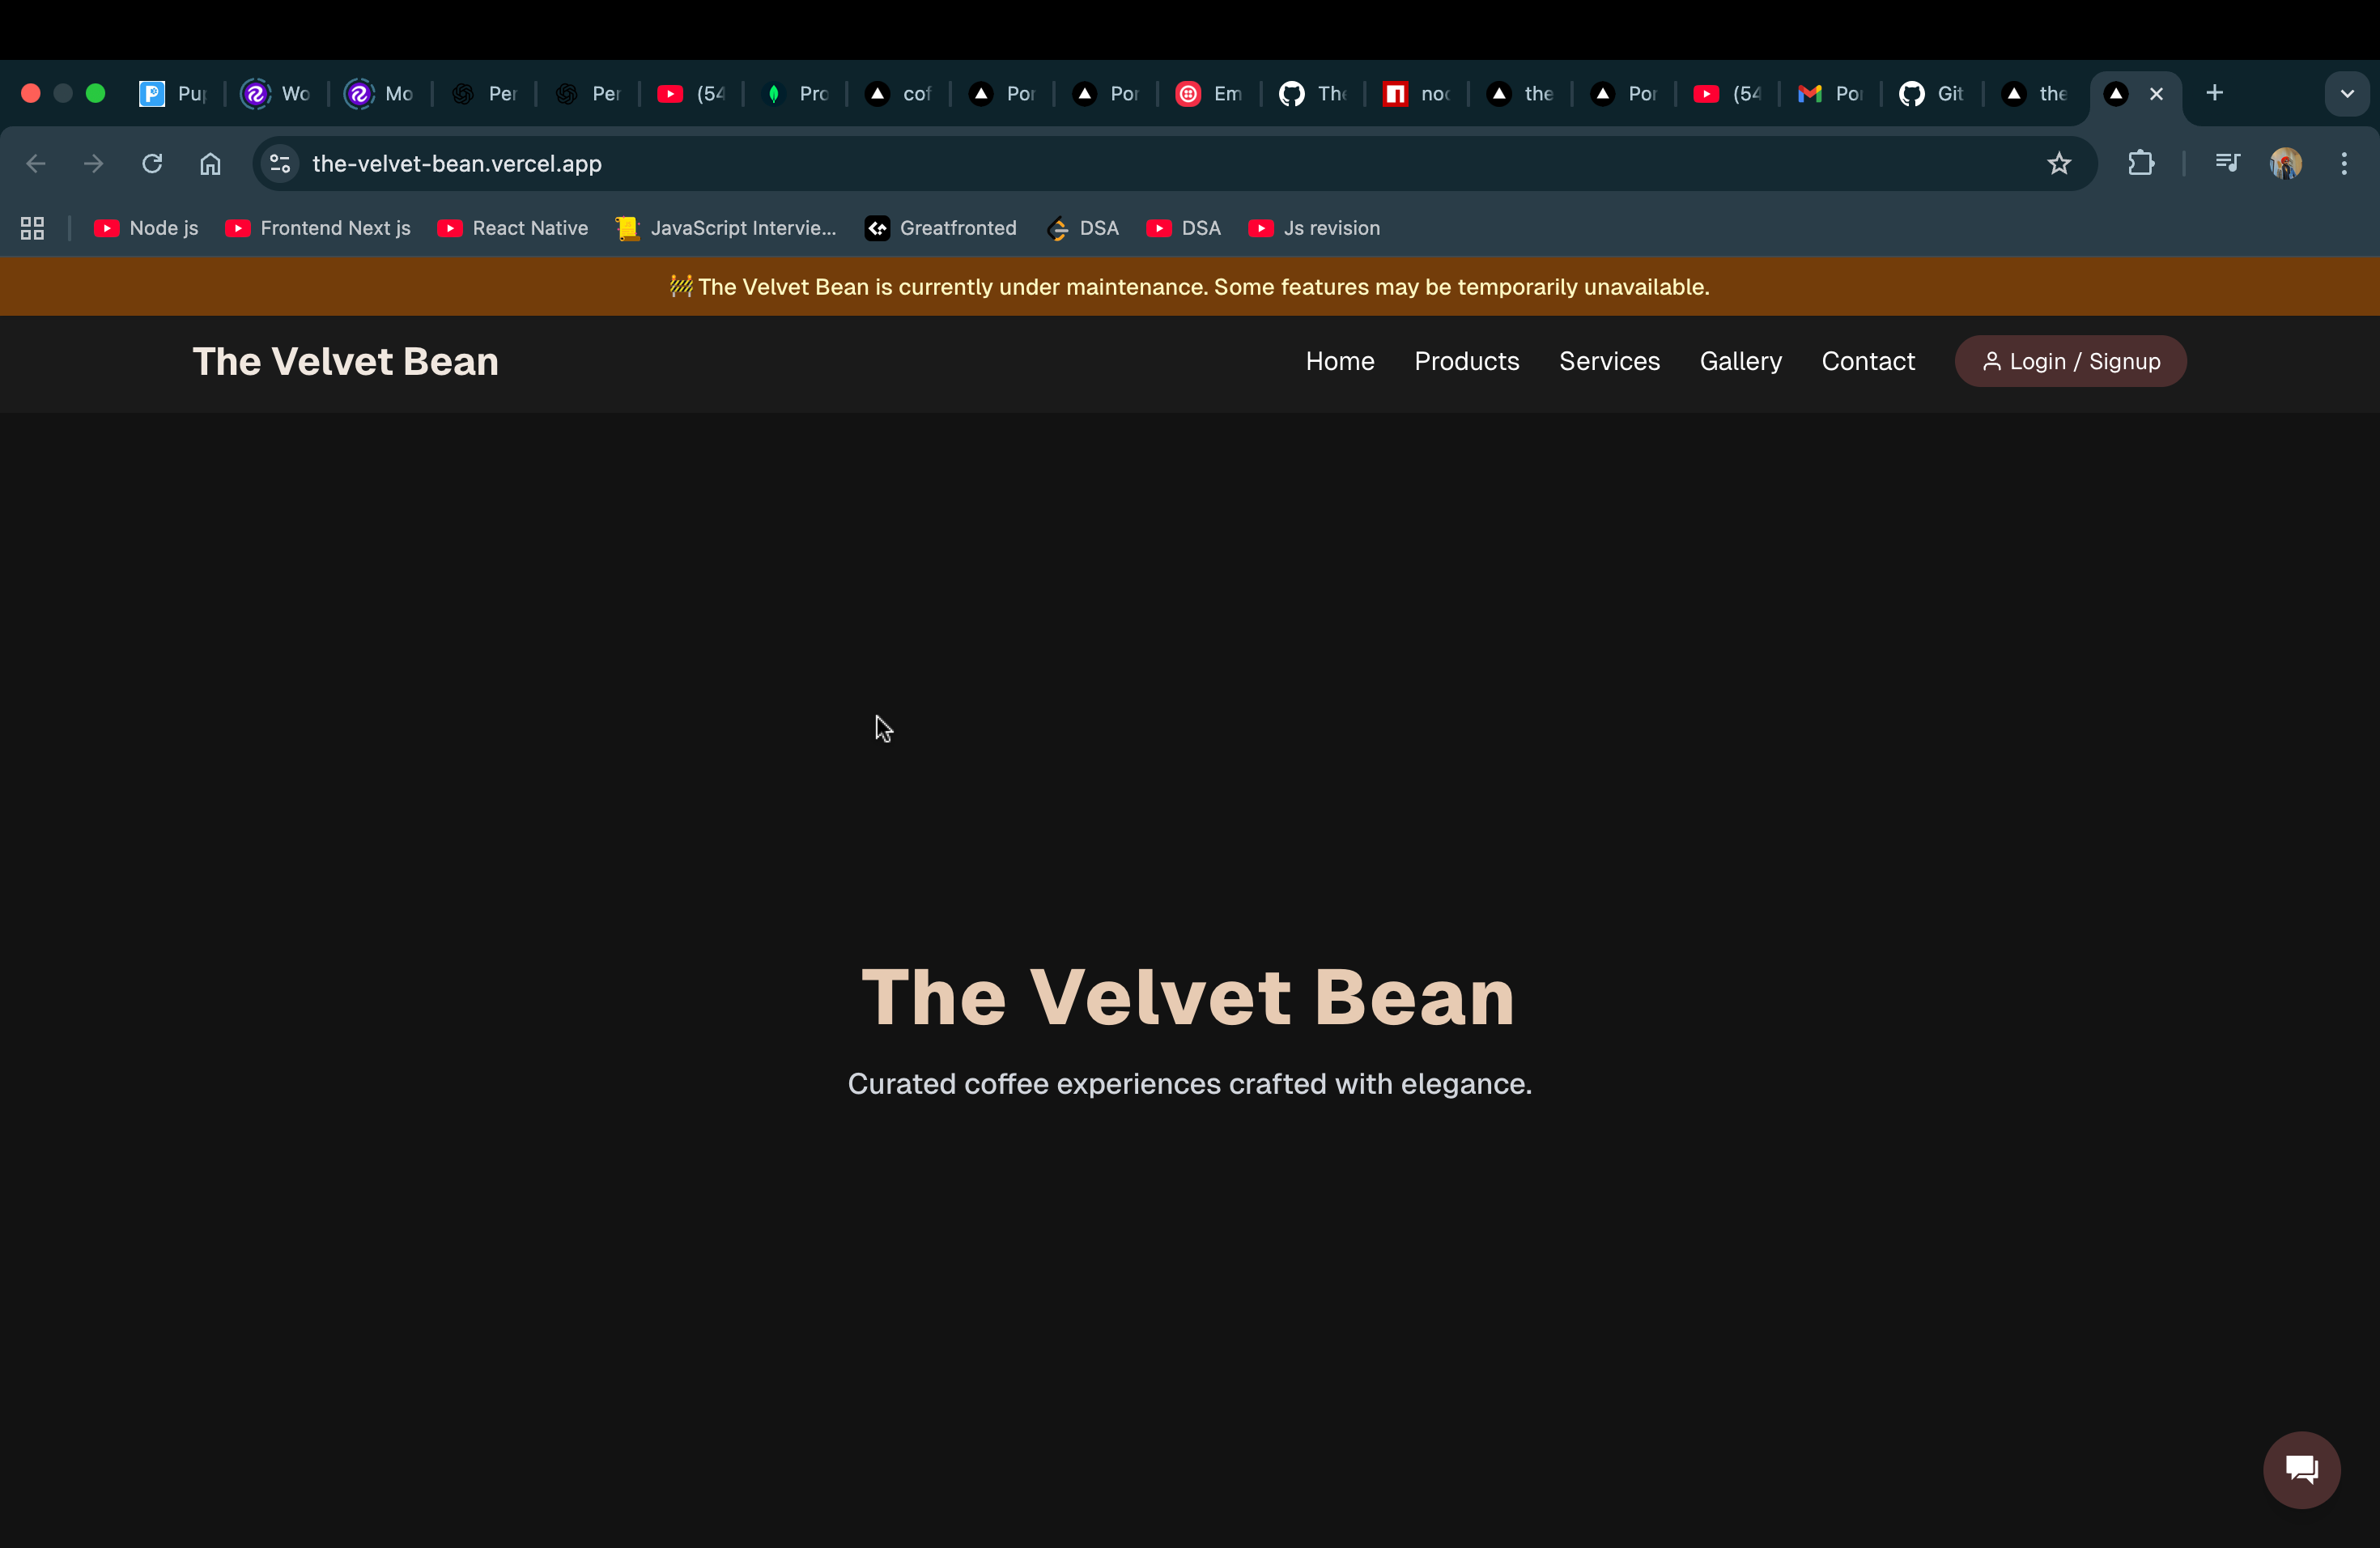 Pu
Wo
Mo
Per
Per
(54
Pro
cof
Por
Por
Em
The
noc
the
Por
(54
Por
Git
the
the-velvet-bean.vercel.app
Node js
Frontend Next js
React Native
JavaScript Intervie...
Greatfronted
DSA
DSA
Js revision
🚧 The Velvet Bean is currently under maintenance. Some features may be temporarily unavailable.
The Velvet Bean
Home
Products
Services
Gallery
Contact
Login / Signup
The Velvet Bean
Curated coffee experiences crafted with elegance.